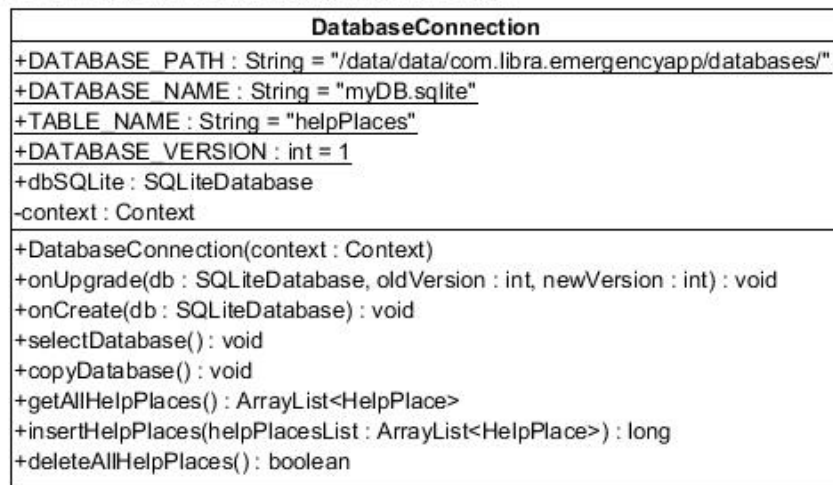 DatabaseConnection
+DATABASE_PATH : String = "/data/data/com.libra.emergencyapp/databases/"
+DATABASE_NAME : String = "myDB.sqlite"
+TABLE_NAME : String = "helpPlaces"
+DATABASE_VERSION : int = 1
+dbSQLite : SQLiteDatabase
-context : Context
+DatabaseConnection(context : Context)
+onUpgrade(db : SQLiteDatabase, oldVersion : int, newVersion : int) : void
+onCreate(db : SQLiteDatabase) : void
+selectDatabase() : void
+copyDatabase() : void
+getAllHelpPlaces() : ArrayList<HelpPlace>
+insertHelpPlaces(helpPlacesList : ArrayList<HelpPlace>) : long
+deleteAllHelpPlaces() : boolean